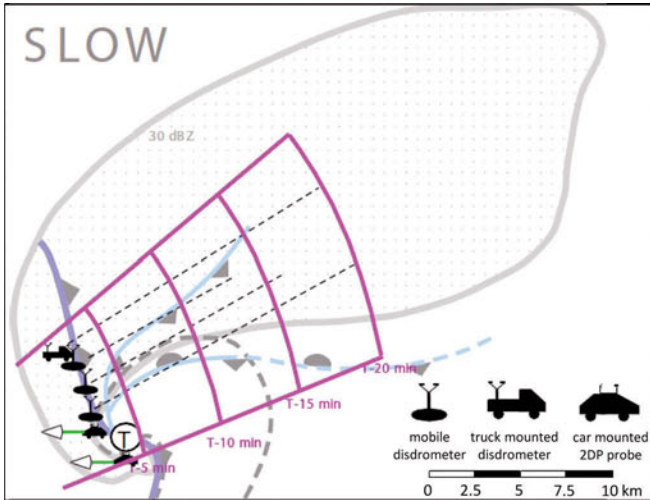 SLOW
30 dBZ
T-20 min
T-15 min
T-10 min
T-5 min
T
mobile
disdrometer
truck mounted
disdrometer
car mounted
2DP probe
0 2.5 5 7.5 10 km